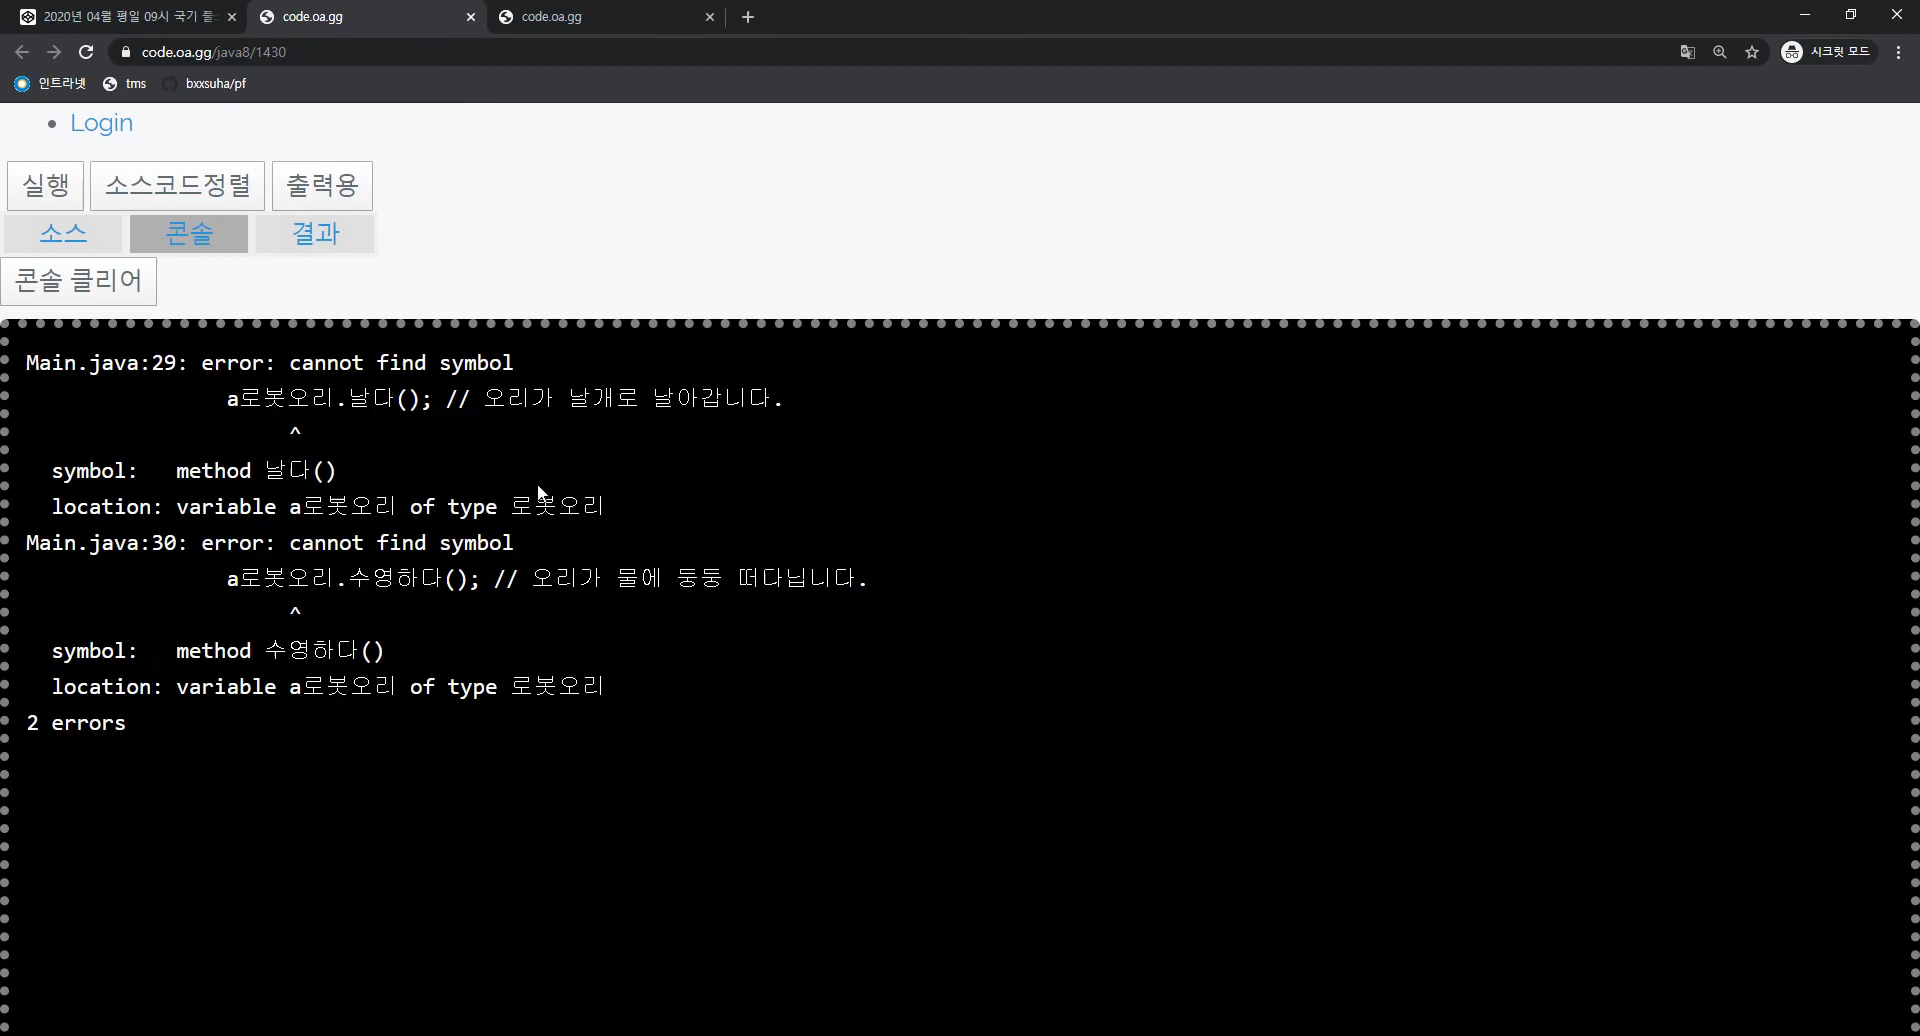 2020년 04월 평일 09시 국기 풀
code.oa.gg
code.oa.gg
code.oa.gg/java8/1430
시크릿 모드
인트라넷
tms
bxxsuha/pf
Login
실행
소스코드정렬
출력용
소스
콘솔
결과
콘솔 클리어
Main.java:29: error: cannot find symbol
a로봇오리.날다(); // 오리가 날개로 날아갑니다.
^
symbol: method 날다()
location: variable a로봇오리 of type 로봇오리
Main.java:30: error: cannot find symbol
a로봇오리.수영하다(); // 오리가 물에 둥둥 떠다닙니다.
^
symbol: method 수영하다()
location: variable a로봇오리 of type 로봇오리
2 errors